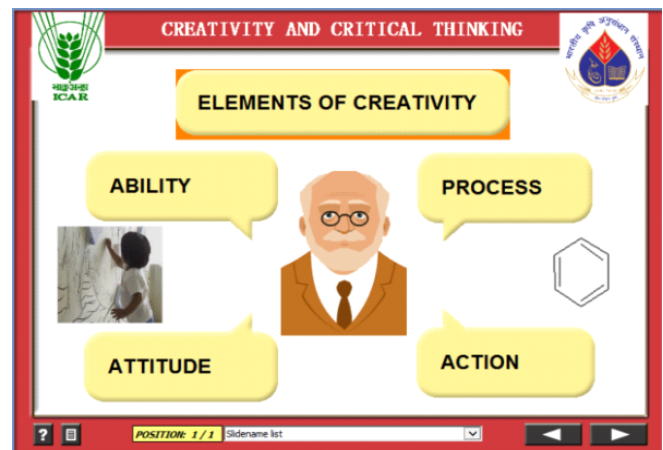 CREATIVITY AND CRITICAL THINKING
ICAR
ELEMENTS OF CREATIVITY
ABILITY
PROCESS
ATTITUDE
ACTION
?
POSITION: 1 / 1 Slidename list